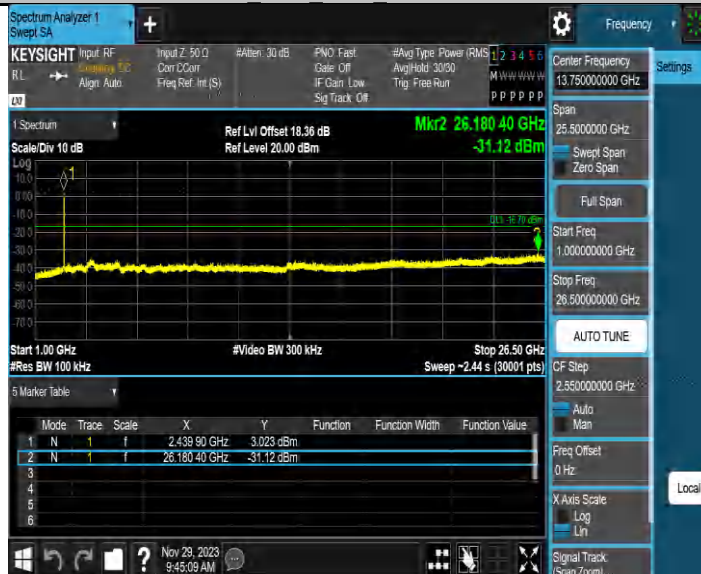 Spectrum Analyzer 1
Swept SA
Frequency
KEYSIGHT
RL
LXI
Input: RF
Coupling: DC
Align: Auto
Input Z: 50 Ω
Corr CCorr
Freq Ref: Int (S)
#Atten: 30 dB
PNO: Fast
Gate: Off
IF Gain: Low
Sig Track: Off
#Avg Type: Power (RMS
Avg|Hold: 30/30
Trig: Free Run
1 2 3 4 5 6
M W W W W W
P P P P P P
1 Spectrum
Scale/Div 10 dB
Ref Lvl Offset 18.36 dB
Ref Level 20.00 dBm
Mkr2 26.180 40 GHz
-31.12 dBm
Log
10.0
0.00
-10.0
-20.0
-30.0
-40.0
-50.0
-60.0
-70.0
1
2
Start 1.00 GHz
#Res BW 100 kHz
#Video BW 300 kHz
Stop 26.50 GHz
Sweep ~2.44 s (30001 pts)
5 Marker Table
Mode Trace Scale X Y Function Function Width Function Value
1 N 1 f 2.439 90 GHz 3.023 dBm
2 N 1 f 26.180 40 GHz -31.12 dBm
3
4
5
6
?
Nov 29, 2023
9:45:09 AM
Center Frequency
13.750000000 GHz
Span
25.5000000 GHz
Swept Span
Zero Span
Full Span
Start Freq
1.000000000 GHz
Stop Freq
26.500000000 GHz
AUTO TUNE
CF Step
2.550000000 GHz
Auto
Man
Freq Offset
0 Hz
X Axis Scale
Log
Lin
Signal Track
(Span Zoom)
Settings
Local